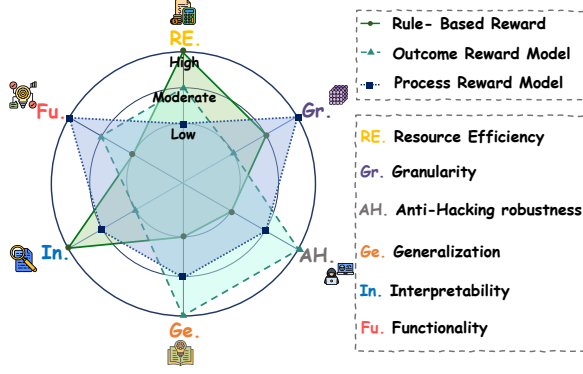 RE.
High
Moderate
Low
Fu.
Gr.
In.
AH.
Ge.
Rule- Based Reward
Outcome Reward Model
Process Reward Model
RE. Resource Efficiency
Gr. Granularity
AH. Anti-Hacking robustness
Ge. Generalization
In. Interpretability
Fu. Functionality